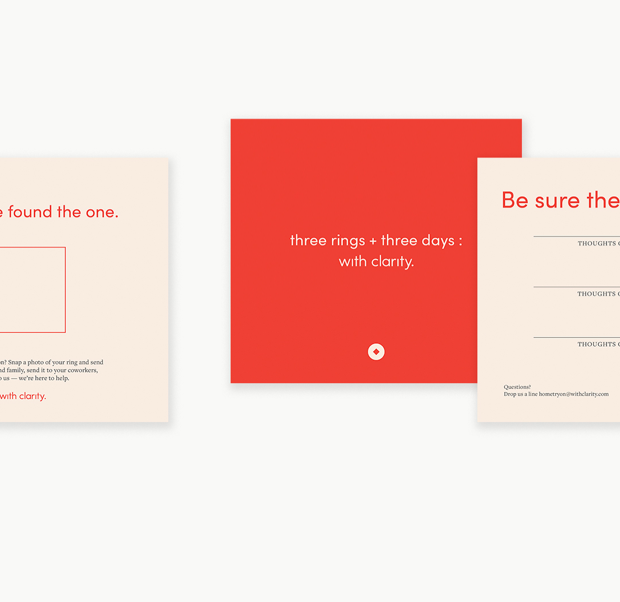 e found the one.
on? Snap a photo of your ring and send
nd family, send it to your coworkers,
o us — we're here to help.
with clarity.
three rings + three days :
with clarity.
Be sure the
THOUGHTS
THOUGHTS
THOUGHTS
Questions?
Drop us a line hometryon@withclarity.com